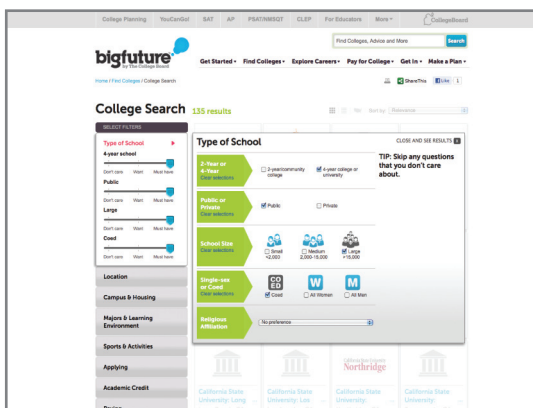 College Planning YouCanGo! SAT AP PSAT/NMSQT CLEP For Educators More CollegeBoard
Find Colleges, Advice and More Search
bigfuture
by The College Board
Get Started Find Colleges Explore Careers Pay for College Get In Make a Plan
Home / Find Colleges / College Search
ShareThis Like 1
College Search 135 results
Sort by: Relevance
SELECT FILTERS
Type of School
4-year school
Don't care Want Must have
Public
Don't care Want Must have
Large
Don't care Want Must have
Coed
Don't care Want Must have
Location
Campus & Housing
Majors & Learning
Environment
Sports & Activities
Applying
Academic Credit
Type of School
CLOSE AND SEE RESULTS X
TIP: Skip any questions
that you don't care
about.
2-Year or
4-Year
Clear selections
2-year/community
college
4-year college or
university
Public or
Private
Clear selections
Public
Private
School Size
Clear selections
Small
<2,000
Medium
2,000-15,000
Large
>15,000
Single-sex
or Coed
Clear selections
CO
ED
W
M
Coed
All Women
All Men
Religious
Affiliation
No preference
Northridge
California State
University: Long
California State
University: Los
California State
University:
California State
University: